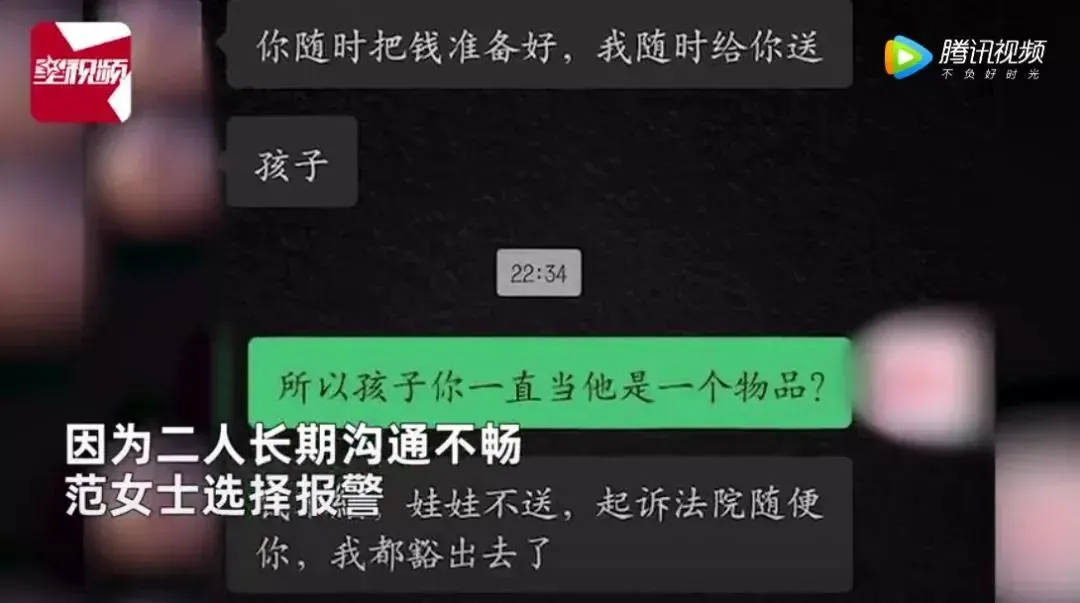 星视频
腾讯视频
不负好时光
你随时把钱准备好，我随时给你送
孩子
22:34
所以孩子你一直当他是一个物品？
因为二人长期沟通不畅
范女士选择报警
娃娃不送，起诉法院随便
你，我都豁出去了